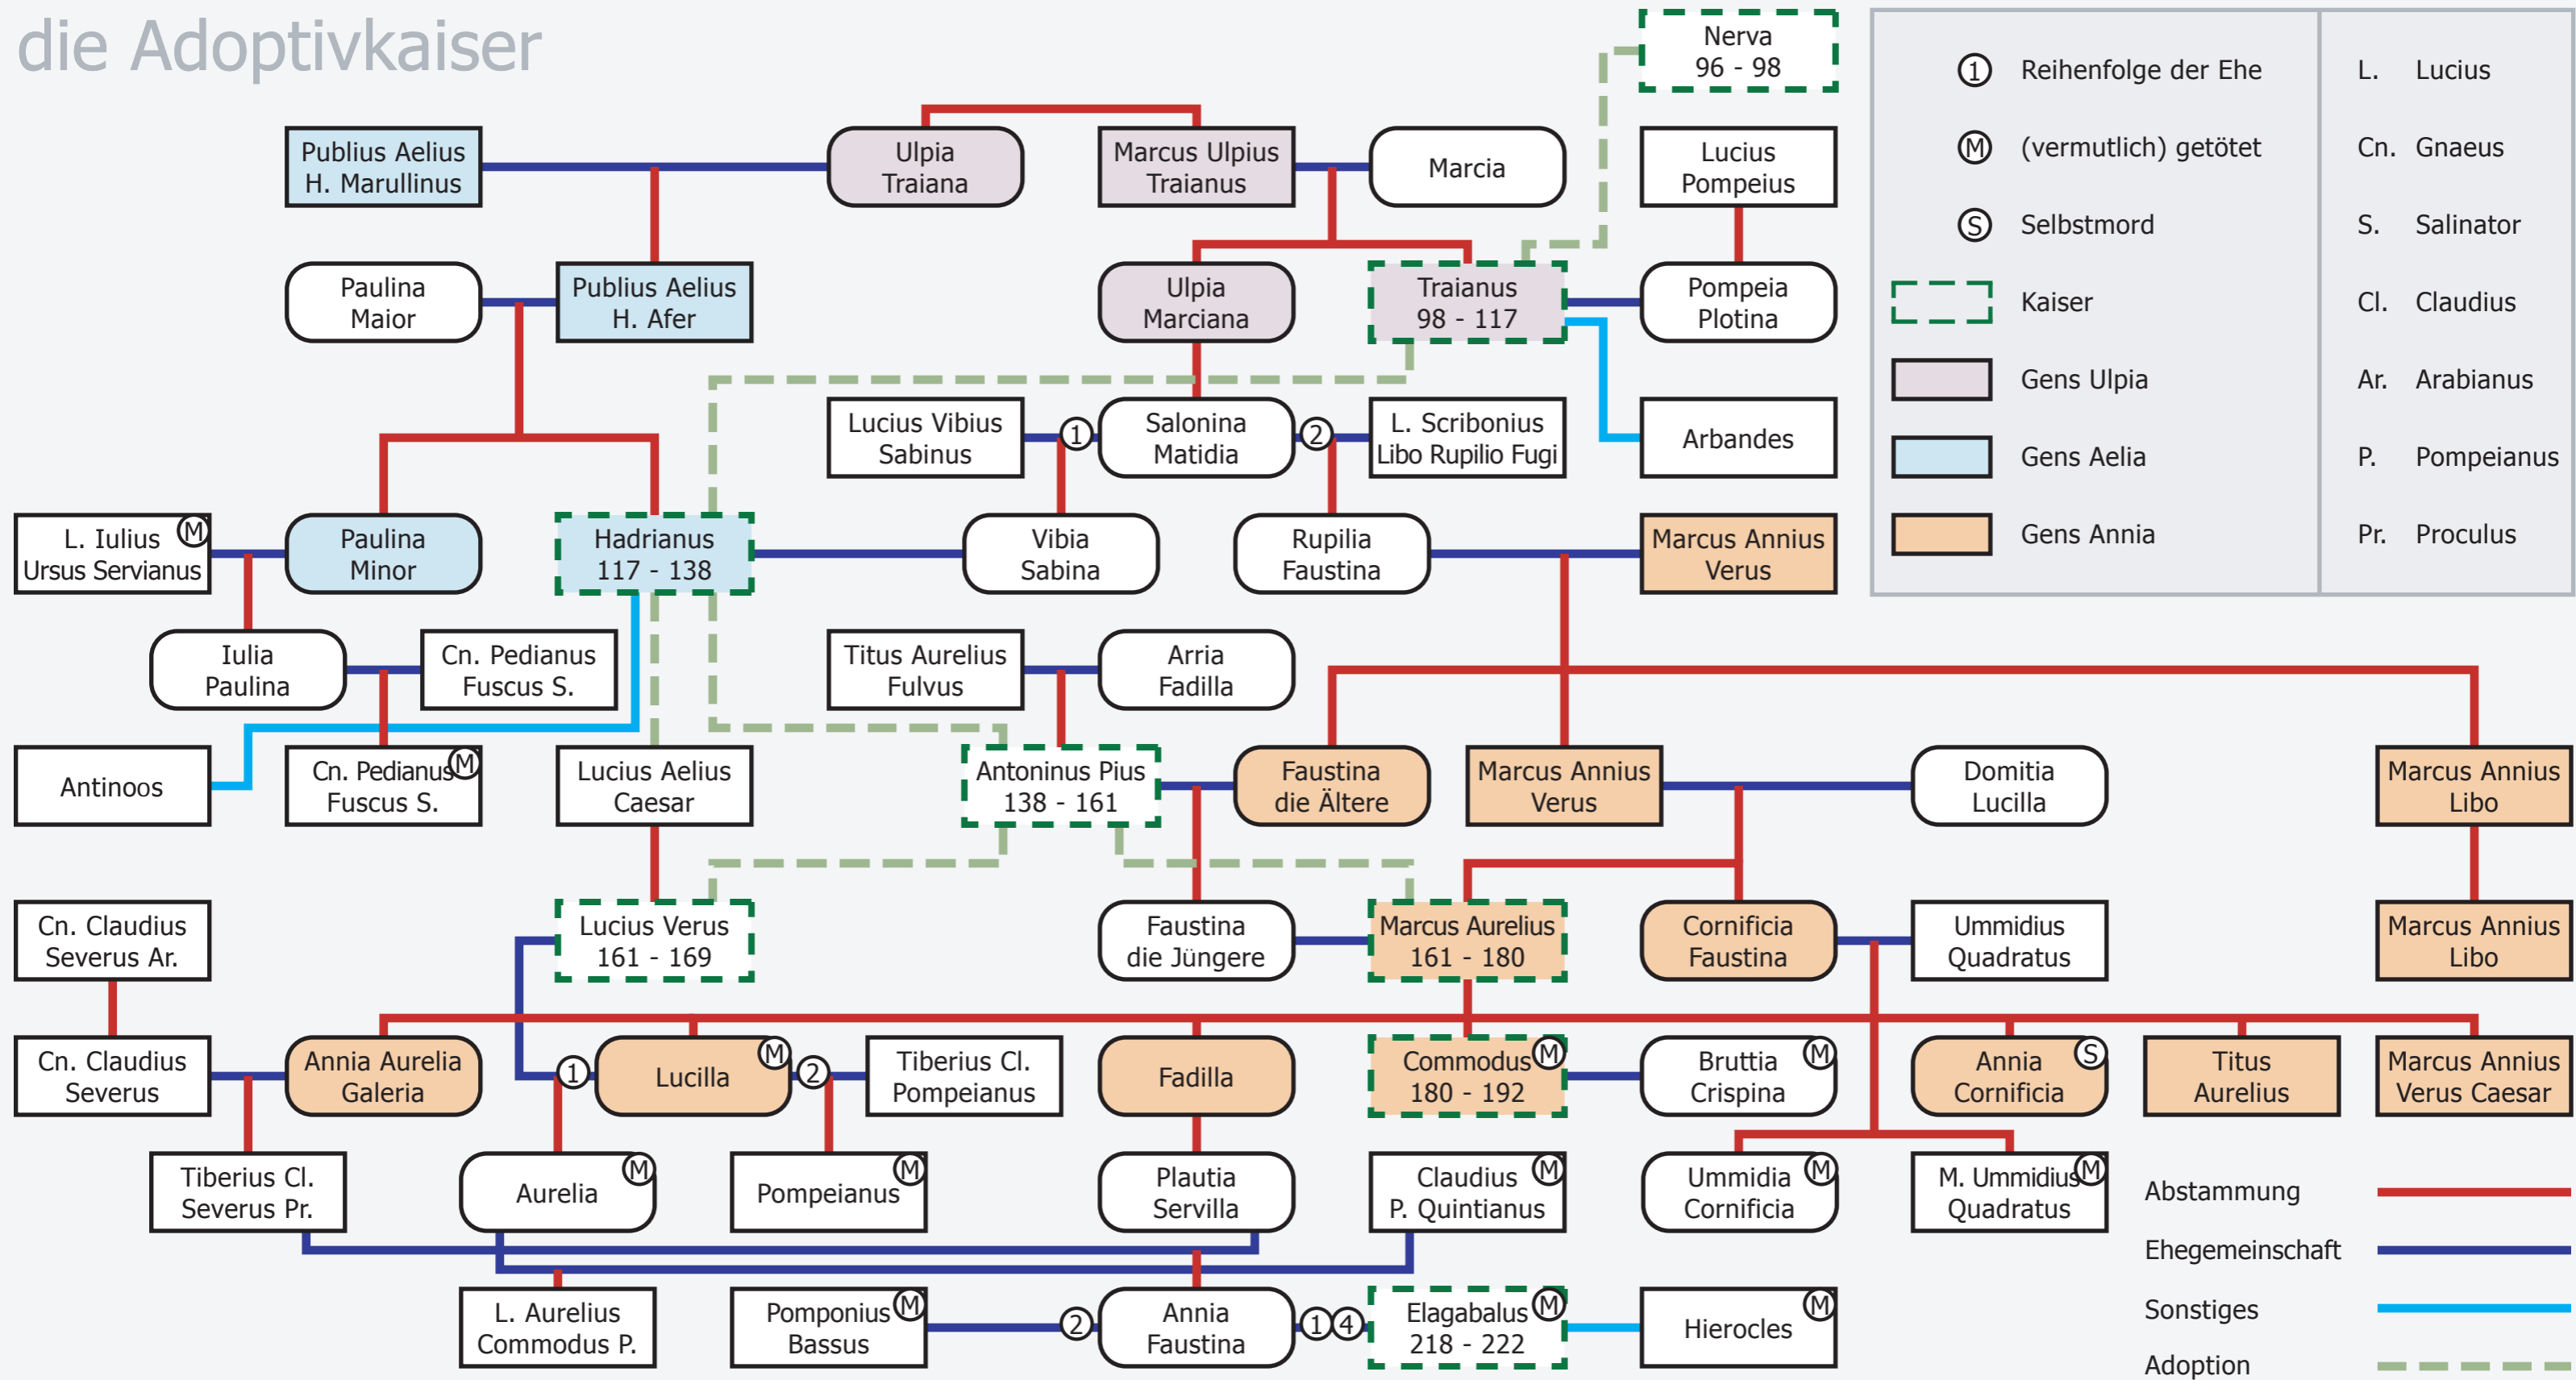 die Adoptivkaiser
Nerva
96 - 98
Publius Aelius
H. Marullinus
Ulpia
Traiana
Marcus Ulpius
Traianus
Marcia
Lucius
Pompeius
Paulina
Maior
Publius Aelius
H. Afer
Ulpia
Marciana
Traianus
98 - 117
Pompeia
Plotina
Lucius Vibius
Sabinus
1
Salonina
Matidia
2
L. Scribonius
Libo Rupilio Fugi
Arbandes
L. Iulius
Ursus Servianus
M
Paulina
Minor
Hadrianus
117 - 138
Vibia
Sabina
Rupilia
Faustina
Marcus Annius
Verus
Iulia
Paulina
Cn. Pedianus
Fuscus S.
Titus Aurelius
Fulvus
Arria
Fadilla
Antinoos
Cn. Pedianus
Fuscus S.
M
Lucius Aelius
Caesar
Antoninus Pius
138 - 161
Faustina
die Ältere
Marcus Annius
Verus
Domitia
Lucilla
Marcus Annius
Libo
Cn. Claudius
Severus Ar.
Lucius Verus
161 - 169
Faustina
die Jüngere
Marcus Aurelius
161 - 180
Cornificia
Faustina
Ummidius
Quadratus
Marcus Annius
Libo
Cn. Claudius
Severus
Annia Aurelia
Galeria
1
Lucilla
M
2
Tiberius Cl.
Pompeianus
Fadilla
Commodus
180 - 192
M
Bruttia
Crispina
M
Annia
Cornificia
S
Titus
Aurelius
Marcus Annius
Verus Caesar
Tiberius Cl.
Severus Pr.
Aurelia
M
Pompeianus
M
Plautia
Servilla
Claudius
P. Quintianus
M
Ummidia
Cornificia
M
M. Ummidius
Quadratus
M
L. Aurelius
Commodus P.
Pomponius
Bassus
M
2
Annia
Faustina
1 4
Elagabalus
218 - 222
M
Hierocles
M
1 Reihenfolge der Ehe
M (vermutlich) getötet
S Selbstmord
Kaiser
Gens Ulpia
Gens Aelia
Gens Annia
L. Lucius
Cn. Gnaeus
S. Salinator
Cl. Claudius
Ar. Arabianus
P. Pompeianus
Pr. Proculus
Abstammung
Ehegemeinschaft
Sonstiges
Adoption